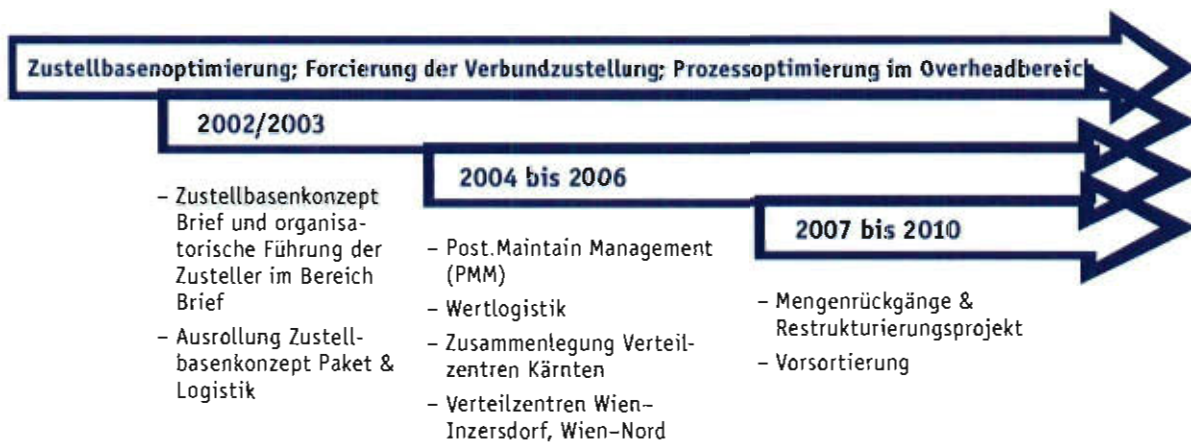 Zustellbasenoptimierung; Forcierung der Verbundzustellung; Prozessoptimierung im Overheadbereich
2002/2003
– Zustellbasenkonzept
Brief und organisa-
torische Führung der
Zusteller im Bereich
Brief
– Ausrollung Zustell-
basenkonzept Paket &
Logistik
2004 bis 2006
– Post.Maintain Management
(PMM)
– Wertlogistik
– Zusammenlegung Verteil-
zentren Kärnten
– Verteilzentren Wien–
Inzersdorf, Wien–Nord
2007 bis 2010
– Mengenrückgänge &
Restrukturierungsprojekt
– Vorsortierung